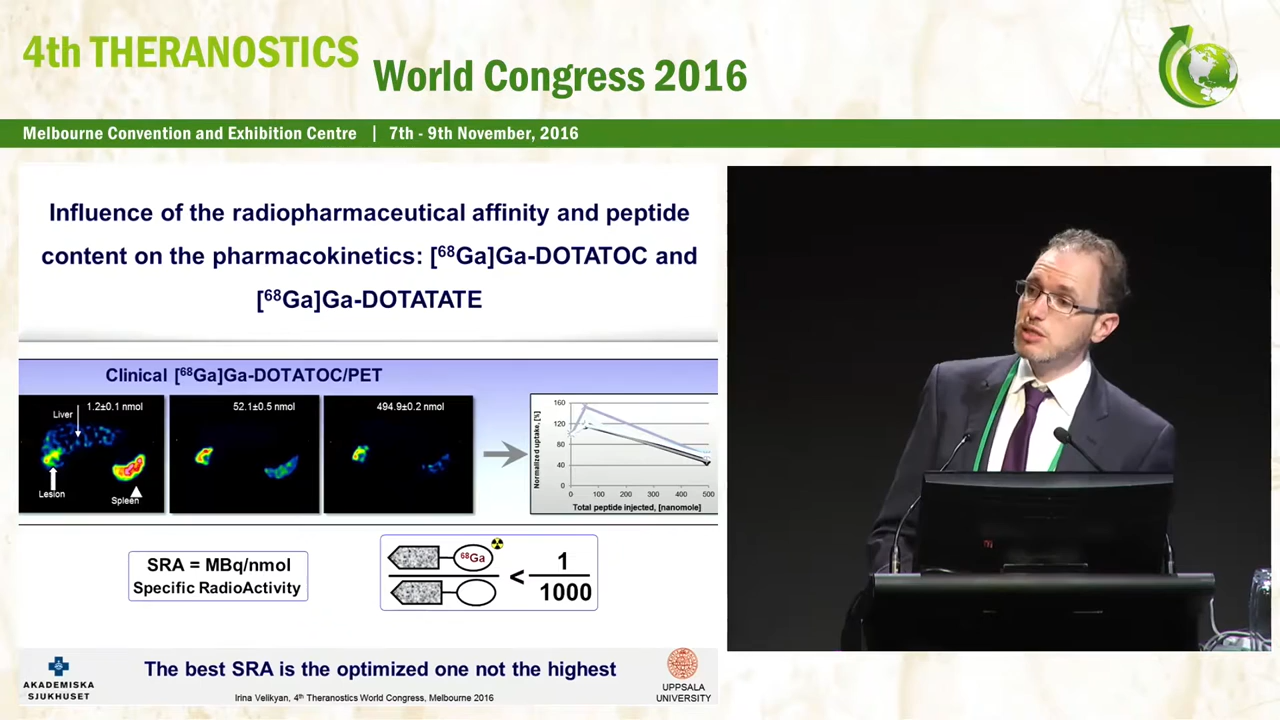 4th THERANOSTICS
World Congress 2016
Melbourne Convention and Exhibition Centre | 7th - 9th November, 2016
Influence of the radiopharmaceutical affinity and peptide
content on the pharmacokinetics: [⁶⁸Ga]Ga-DOTATOC and
[⁶⁸Ga]Ga-DOTATATE
Clinical [⁶⁸Ga]Ga-DOTATOC/PET
Liver
1.2±0.1 nmol
52.1±0.5 nmol
494.9±0.2 nmol
Lesion
Spleen
Normalized uptake, [%]
160
120
80
40
0
0 100 200 300 400 500
Total peptide injected, [nanomole]
SRA = MBq/nmol
Specific RadioActivity
⁶⁸Ga
<
1
1000
The best SRA is the optimized one not the highest
Irina Velikyan, 4th Theranostics World Congress, Melbourne 2016
AKADEMISKA
SJUKHUSET
UPPSALA
UNIVERSITY